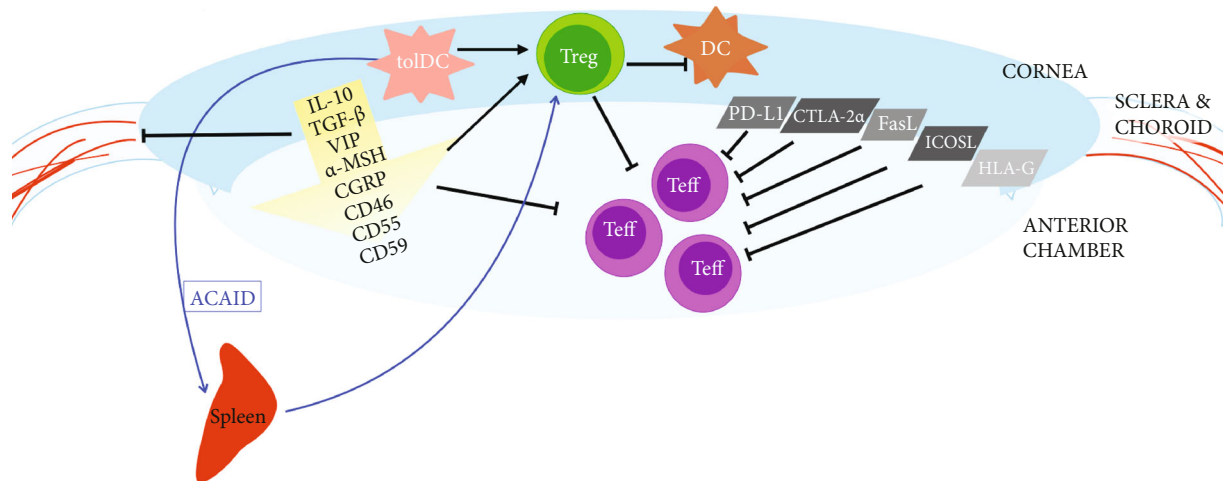 tolDC
Treg
DC
CORNEA
SCLERA &
CHOROID
IL-10
TGF-β
VIP
α-MSH
CGRP
CD46
CD55
CD59
PD-L1
CTLA-2α
FasL
ICOSL
HLA-G
Teff
Teff
Teff
ANTERIOR
CHAMBER
ACAID
Spleen